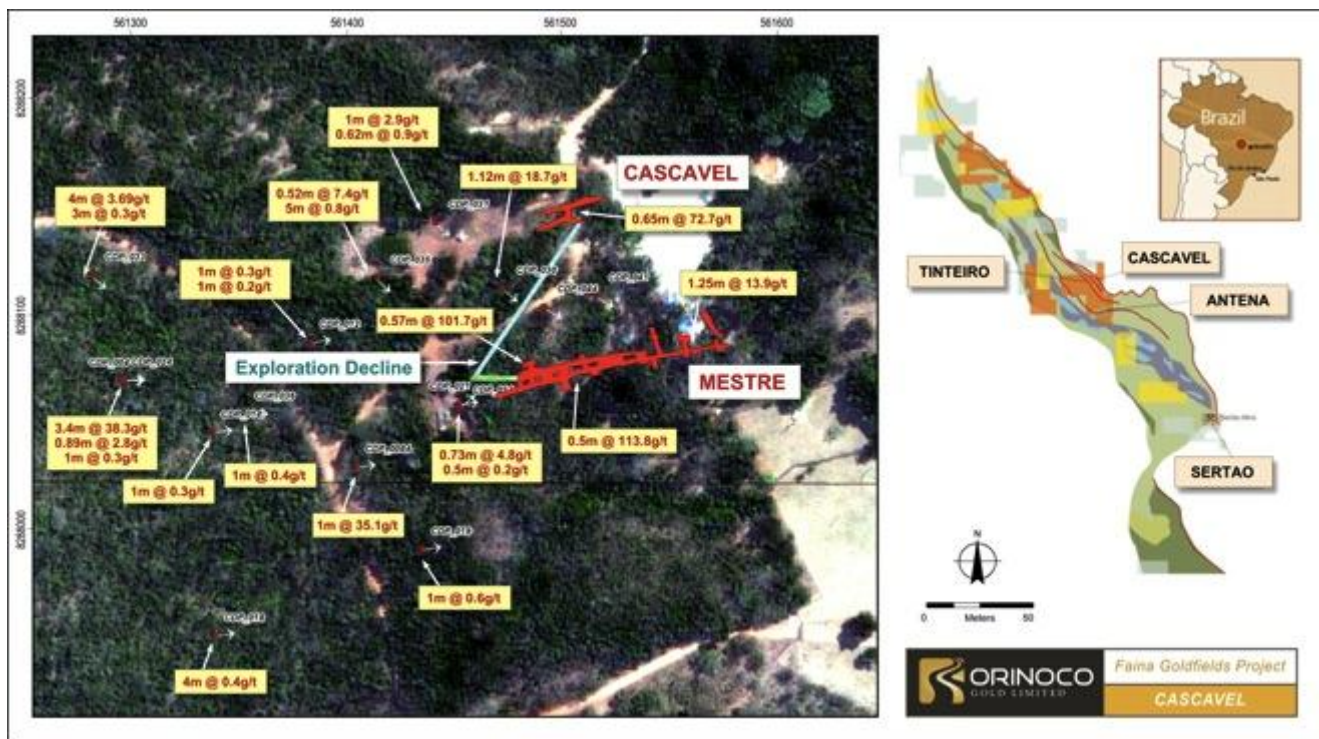 561300
561400
561500
561600
8288200
8288100
8288000
1m @ 2.9g/t
0.62m @ 0.9g/t
1.12m @ 18.7g/t
CASCAVEL
4m @ 3.69g/t
3m @ 0.3g/t
0.52m @ 7.4g/t
5m @ 0.8g/t
0.65m @ 72.7g/t
1m @ 0.3g/t
1m @ 0.2g/t
1.25m @ 13.9g/t
0.57m @ 101.7g/t
Exploration Decline
MESTRE
3.4m @ 38.3g/t
0.89m @ 2.8g/t
1m @ 0.3g/t
0.73m @ 4.8g/t
0.5m @ 0.2g/t
0.5m @ 113.8g/t
1m @ 0.3g/t
1m @ 0.4g/t
1m @ 35.1g/t
CDP_019
1m @ 0.6g/t
CDP_018
4m @ 0.4g/t
Brazil
TINTEIRO
CASCAVEL
ANTENA
SERTAO
N
0
Meters
50
ORINOCO
GOLD LIMITED
Faina Goldfields Project
CASCAVEL